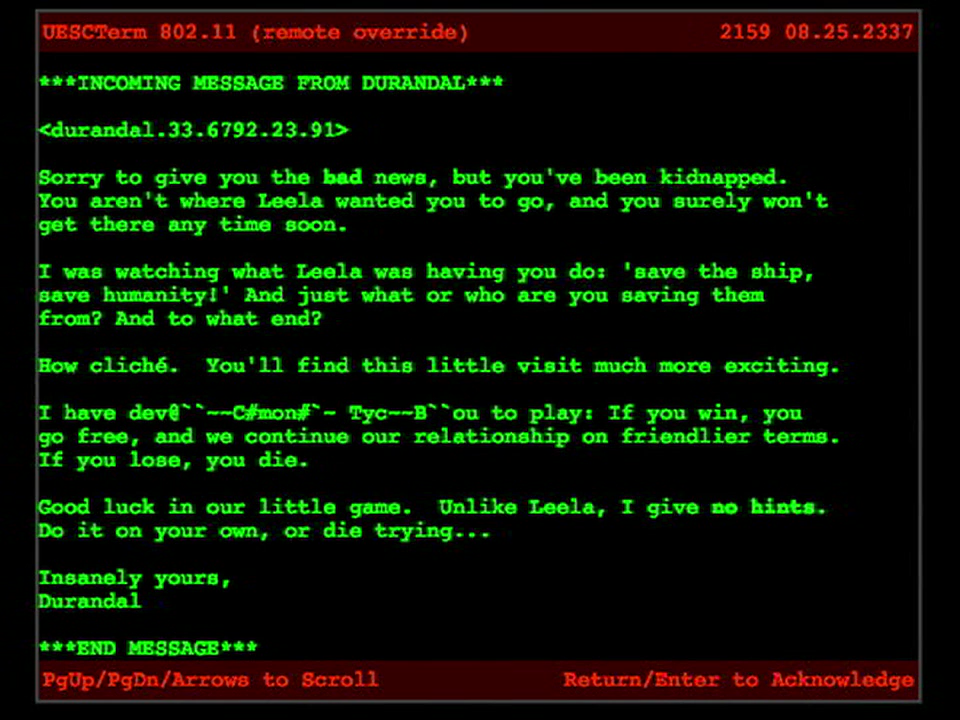 UESCTerm 802.11 (remote override)
2159 08.25.2337
***INCOMING MESSAGE FROM DURANDAL***
<durandal.33.6792.23.91>
Sorry to give you the bad news, but you've been kidnapped.
You aren't where Leela wanted you to go, and you surely won't
get there any time soon.
I was watching what Leela was having you do: 'save the ship,
save humanity!' And just what or who are you saving them
from? And to what end?
How cliché.  You'll find this little visit much more exciting.
I have dev@``~~C#mon#`~ Tyc~~B``ou to play: If you win, you
go free, and we continue our relationship on friendlier terms.
If you lose, you die.
Good luck in our little game.  Unlike Leela, I give no hints.
Do it on your own, or die trying...
Insanely yours,
Durandal
***END MESSAGE***
PgUp/PgDn/Arrows to Scroll
Return/Enter to Acknowledge